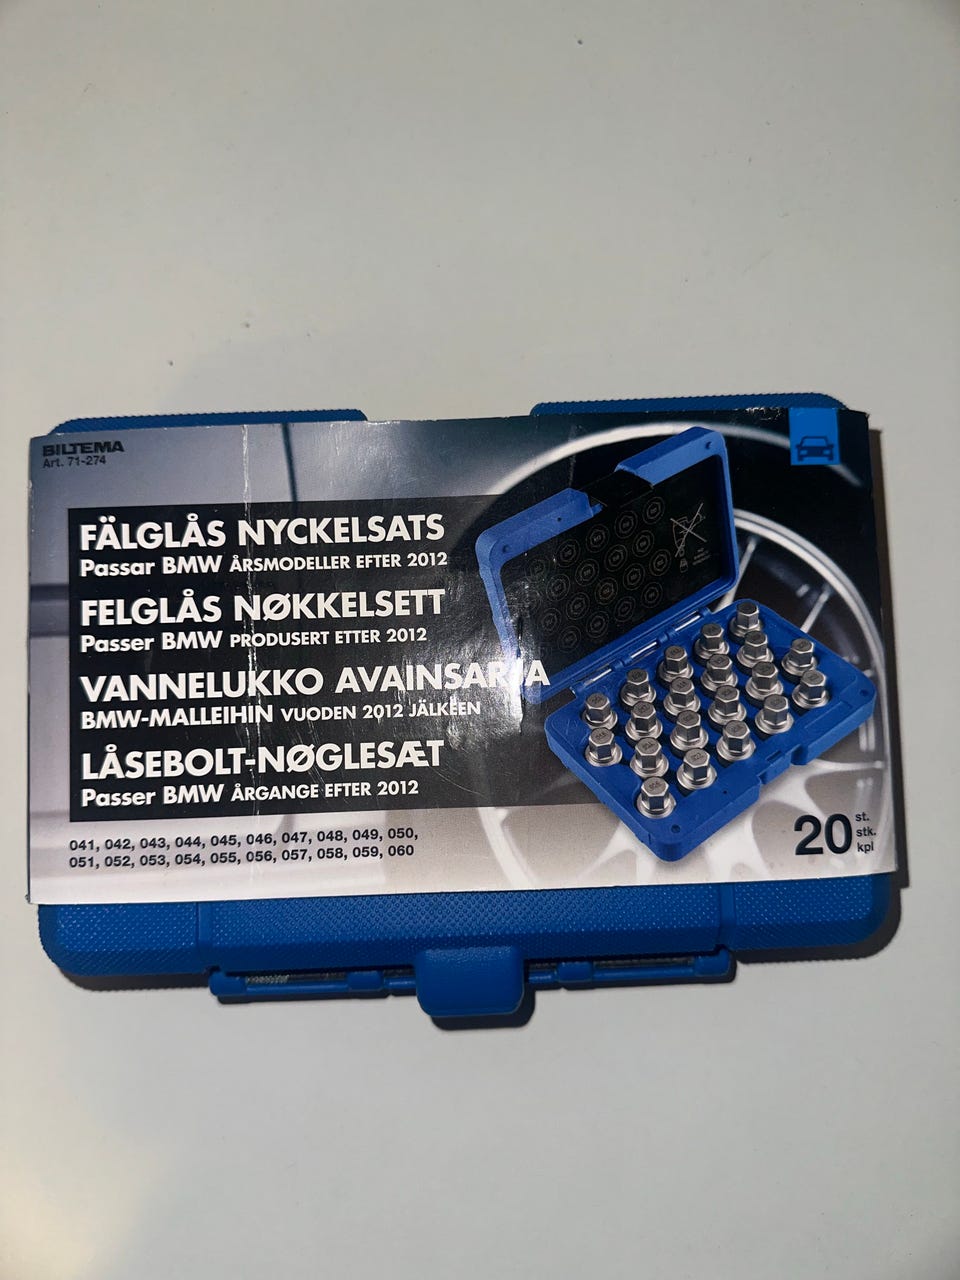 BILTEMA
Art. 71-274
FÄLGLÅS NYCKELSATS
Passar BMW ÅRSMODELLER EFTER 2012
FELGLÅS NØKKELSETT
Passer BMW PRODUSERT ETTER 2012
VANNELUKKO AVAINSARJA
BMW-MALLEIHIN VUODEN 2012 JÄLKEEN
LÅSEBOLT-NØGLESÆT
Passer BMW ÅRGANGE EFTER 2012
041, 042, 043, 044, 045, 046, 047, 048, 049, 050,
051, 052, 053, 054, 055, 056, 057, 058, 059, 060
20 st.
stk.
kpl